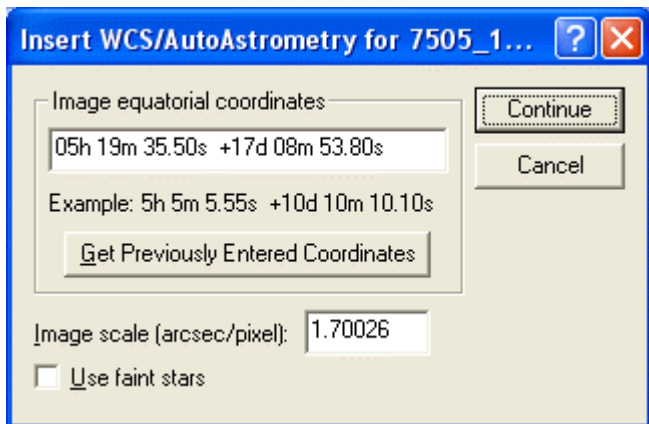 Insert WCS/AutoAstrometry for 7505_1...
Image equatorial coordinates
05h 19m 35.50s +17d 08m 53.80s
Example: 5h 5m 5.55s +10d 10m 10.10s
Get Previously Entered Coordinates
Continue
Cancel
Image scale (arcsec/pixel): 1.70026
Use faint stars